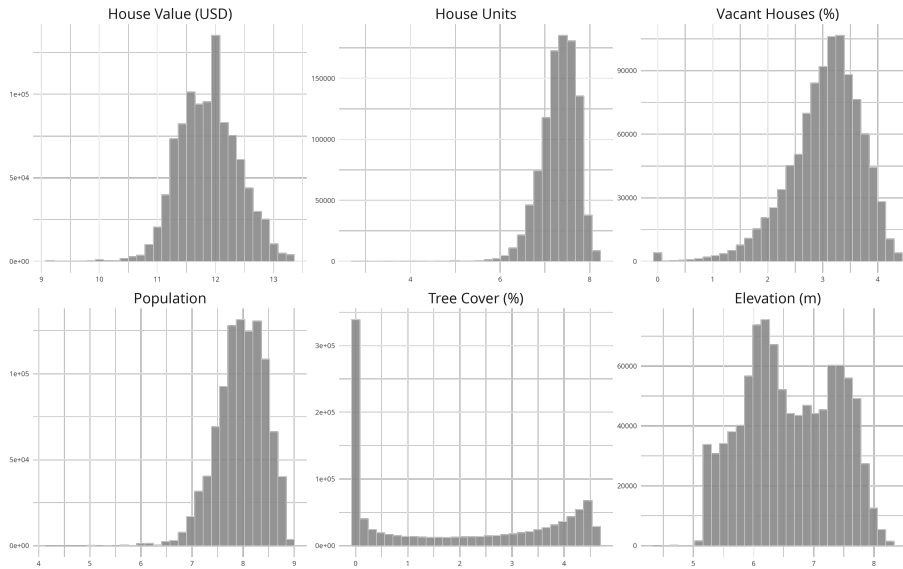 House Value (USD)
House Units
Vacant Houses (%)
1e+05
5e+04
0e+00
9 10 11 12 13
150000
100000
50000
0
4 6 8
90000
60000
30000
0
0 1 2 3 4
Population
Tree Cover (%)
Elevation (m)
1e+05
5e+04
0e+00
4 5 6 7 8 9
3e+05
2e+05
1e+05
0e+00
0 1 2 3 4
60000
40000
20000
0
5 6 7 8